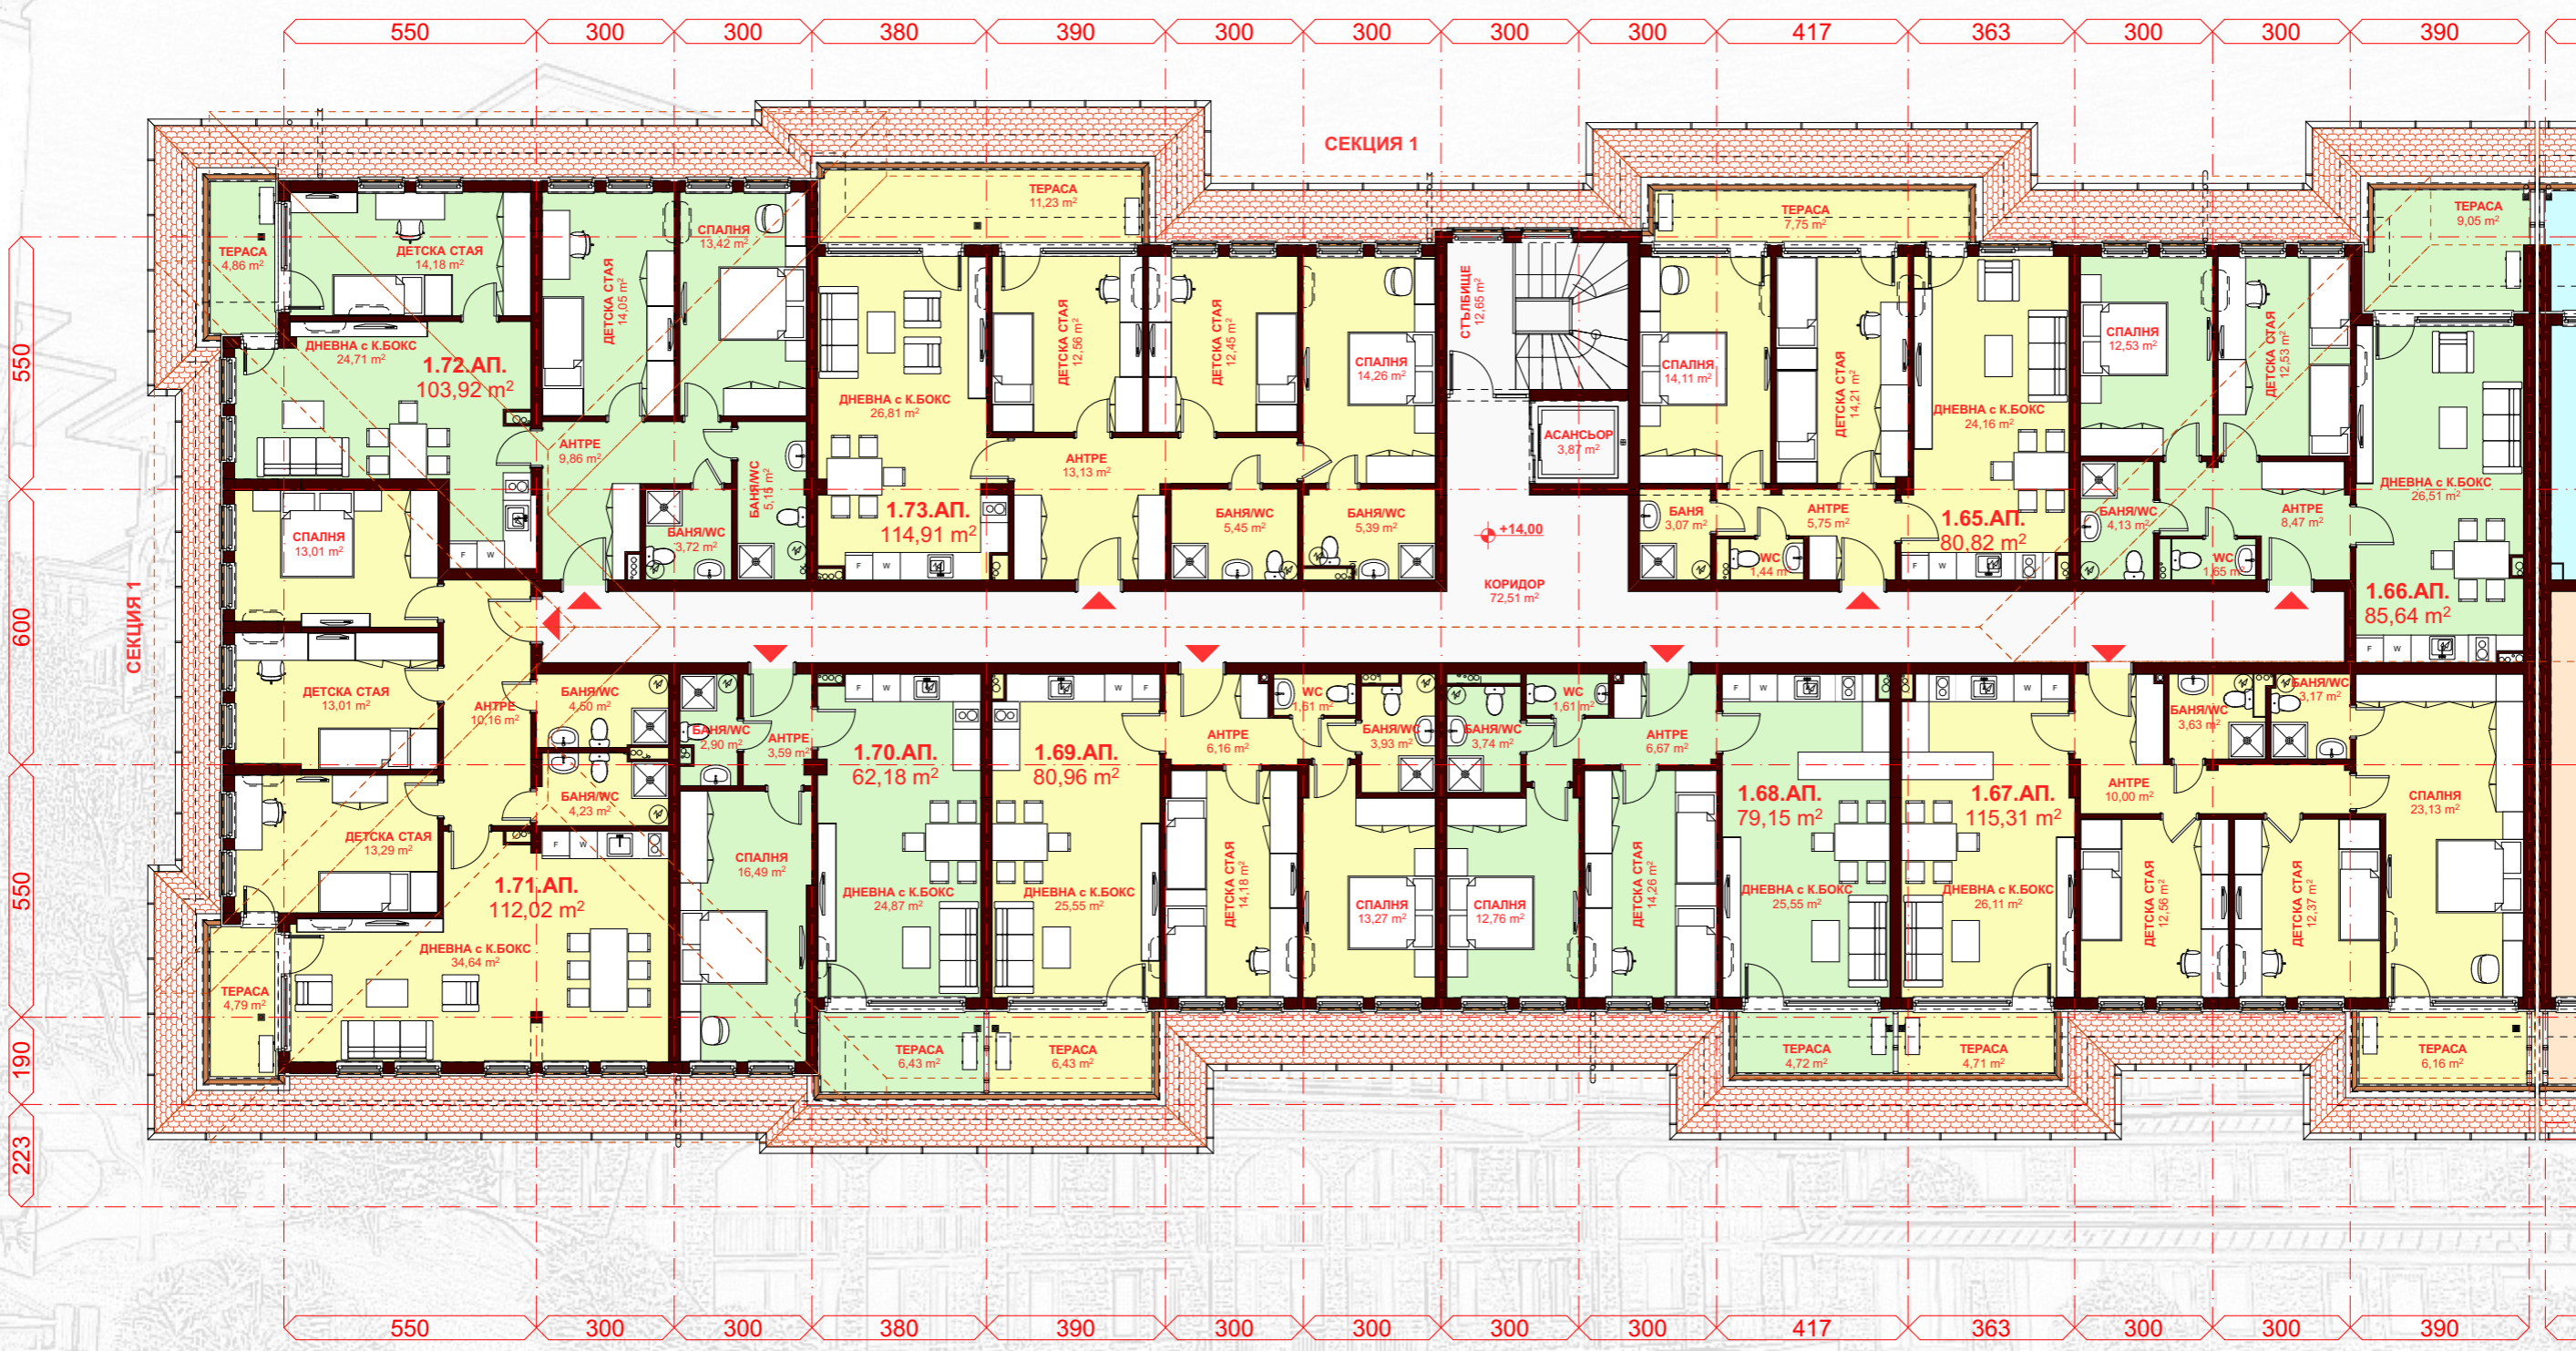 550 300 300 380 390 300 300 300 300 417 363 300 300 390
СЕКЦИЯ 1
ТЕРАСА
4,86 m²
ДЕТСКА СТАЯ
14,18 m²
ДНЕВНА с К.БОКС
24,71 m²
1.72.АП.
103,92 m²
ДЕТСКА СТАЯ
14,05 m²
СПАЛНЯ
13,42 m²
АНТРЕ
9,86 m²
БАНЯ/WC
3,72 m²
БАНЯ/WC
5,15 m²
F W
ТЕРАСА
11,23 m²
ДНЕВНА с К.БОКС
26,81 m²
ДЕТСКА СТАЯ
12,56 m²
ДЕТСКА СТАЯ
12,45 m²
СПАЛНЯ
14,26 m²
АНТРЕ
13,13 m²
1.73.АП.
114,91 m²
БАНЯ/WC
5,45 m²
БАНЯ/WC
5,39 m²
F W
СТЪЛБИЩЕ
12,65 m²
АСАНСЬОР
3,87 m²
+14,00
КОРИДОР
72,51 m²
ТЕРАСА
7,75 m²
СПАЛНЯ
14,11 m²
ДЕТСКА СТАЯ
14,21 m²
ДНЕВНА с К.БОКС
24,16 m²
БАНЯ
3,07 m²
АНТРЕ
5,75 m²
WC
1,44 m²
1.65.АП.
80,82 m²
F W
СПАЛНЯ
12,53 m²
ДЕТСКА СТАЯ
12,53 m²
БАНЯ/WC
4,13 m²
WC
1,65 m²
АНТРЕ
8,47 m²
ТЕРАСА
9,05 m²
ДНЕВНА с К.БОКС
26,51 m²
1.66.АП.
85,64 m²
F W
550
600
550
190
223
СЕКЦИЯ 1
СПАЛНЯ
13,01 m²
ДЕТСКА СТАЯ
13,01 m²
АНТРЕ
10,16 m²
ДЕТСКА СТАЯ
13,29 m²
БАНЯ/WC
4,50 m²
БАНЯ/WC
4,23 m²
F W
1.71.АП.
112,02 m²
ДНЕВНА с К.БОКС
34,64 m²
ТЕРАСА
4,79 m²
БАНЯ/WC
2,90 m²
АНТРЕ
3,59 m²
СПАЛНЯ
16,49 m²
F W
1.70.АП.
62,18 m²
ДНЕВНА с К.БОКС
24,87 m²
ТЕРАСА
6,43 m²
W F
1.69.АП.
80,96 m²
ДНЕВНА с К.БОКС
25,55 m²
ТЕРАСА
6,43 m²
АНТРЕ
6,16 m²
WC
1,61 m²
БАНЯ/WC
3,93 m²
ДЕТСКА СТАЯ
14,18 m²
СПАЛНЯ
13,27 m²
БАНЯ/WC
3,74 m²
WC
1,61 m²
АНТРЕ
6,67 m²
СПАЛНЯ
12,76 m²
ДЕТСКА СТАЯ
14,26 m²
F W
1.68.АП.
79,15 m²
ДНЕВНА с К.БОКС
25,55 m²
ТЕРАСА
4,72 m²
W F
1.67.АП.
115,31 m²
ДНЕВНА с К.БОКС
26,11 m²
ТЕРАСА
4,71 m²
АНТРЕ
10,00 m²
БАНЯ/WC
3,63 m²
БАНЯ/WC
3,17 m²
ДЕТСКА СТАЯ
12,56 m²
ДЕТСКА СТАЯ
12,37 m²
СПАЛНЯ
23,13 m²
ТЕРАСА
6,16 m²
550 300 300 380 390 300 300 300 300 417 363 300 300 390